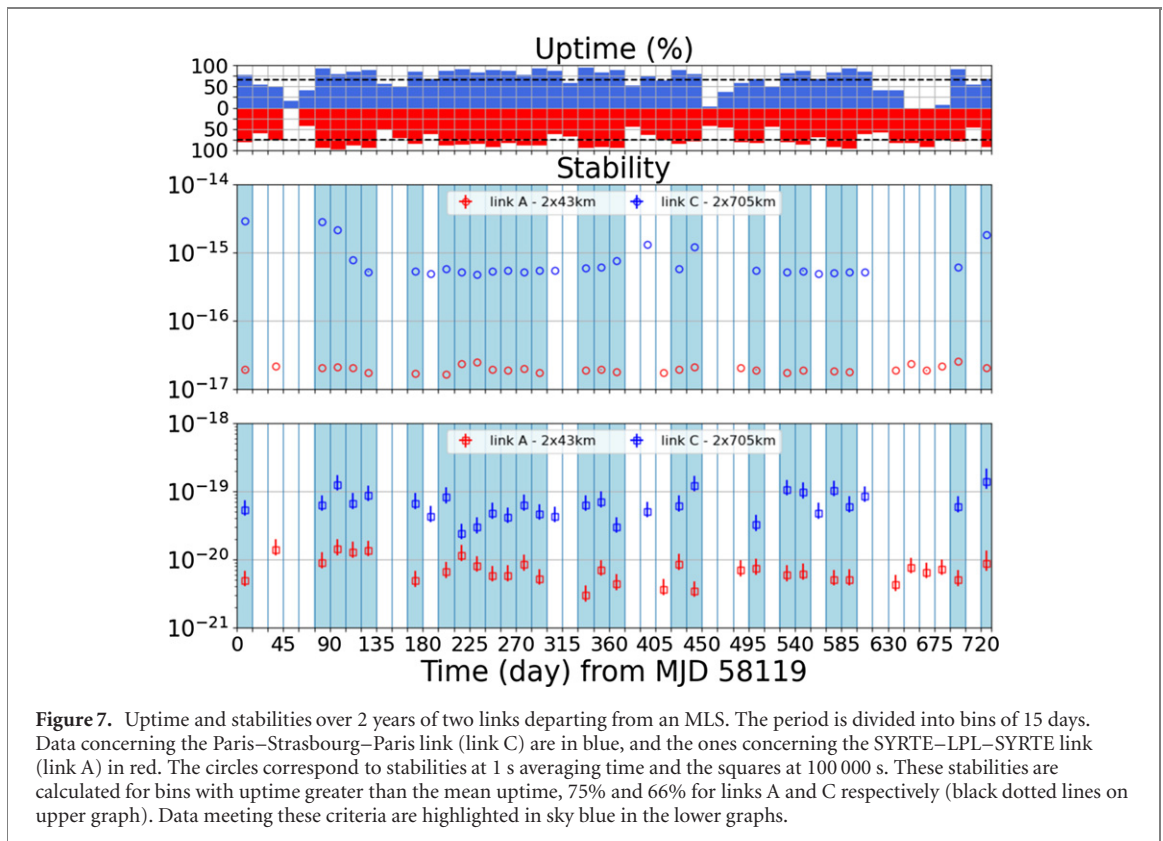 Uptime (%)
100
50
0
50
100
Stability
10−14
link A - 2x43km link C - 2x705km
10−15
10−16
10−17
10−18
link A - 2x43km link C - 2x705km
10−19
10−20
10−21
0 45 90 135 180 225 270 315 360 405 450 495 540 585 630 675 720
Time (day) from MJD 58119
Figure 7. Uptime and stabilities over 2 years of two links departing from an MLS. The period is divided into bins of 15 days.
Data concerning the Paris–Strasbourg–Paris link (link C) are in blue, and the ones concerning the SYRTE–LPL–SYRTE link
(link A) in red. The circles correspond to stabilities at 1 s averaging time and the squares at 100 000 s. These stabilities are
calculated for bins with uptime greater than the mean uptime, 75% and 66% for links A and C respectively (black dotted lines on
upper graph). Data meeting these criteria are highlighted in sky blue in the lower graphs.